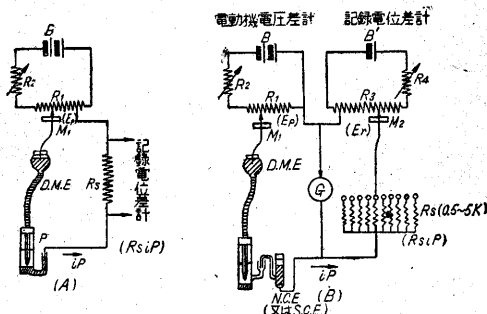 B
R2
R1
(Ep)
M1
D.M.E
Rs
記録電位差計
P
iP
(RsiP)
(A)
電動機電圧差計
B
R2
R1
(Ep)
M1
D.M.E
記録電位差計
B'
R4
R3
(Er)
M2
G
Rs(0.5~5K)
(RsiP)
iP
N.C.E
(又はS.C.E)
(B)